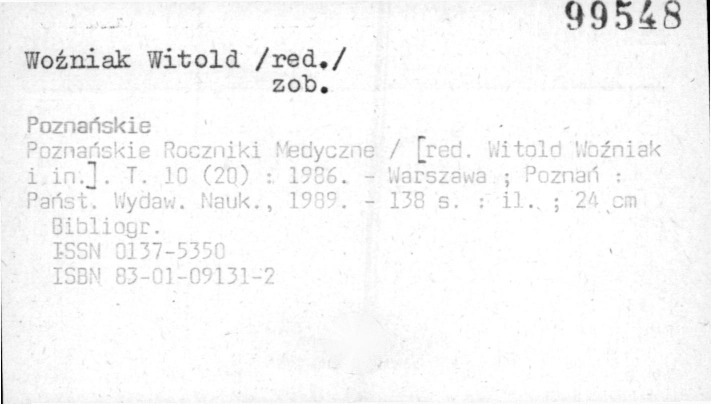 99548
Woźniak Witold /red./
zob.
Poznańskie
Poznańskie Roczniki Medyczne / [red. Witold Woźniak
i in.]. T. 10 (20) : 1986. - Warszawa ; Poznań :
Państ. Wydaw. Nauk., 1989. - 138 s. : il. ; 24 cm
Bibliogr.
ISSN 0137-5350
ISBN 83-01-09131-2